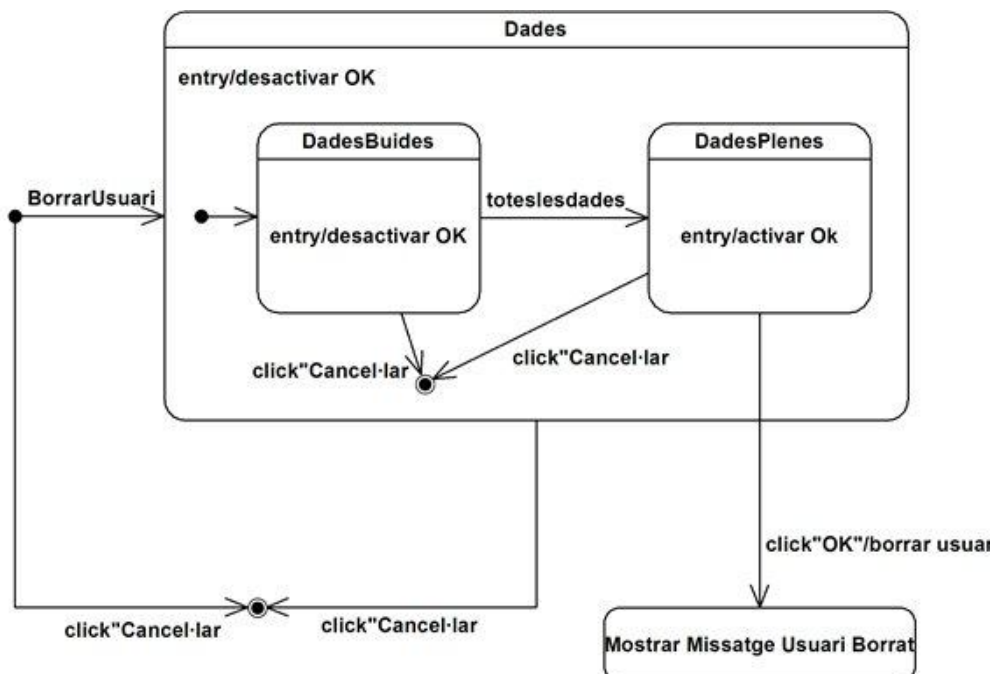 Dades
entry/desactivar OK
DadesBuides
DadesPlenes
BorrarUsuari
toteslesdades
entry/desactivar OK
entry/activar Ok
click"Cancel·lar
click"Cancel·lar
click"OK"/borrar usuar
click"Cancel·lar
click"Cancel·lar
Mostrar Missatge Usuari Borrat